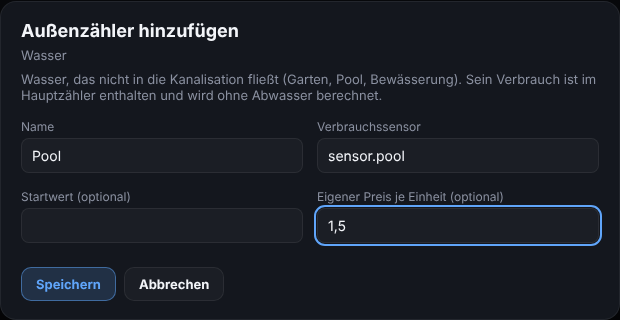 Außenzähler hinzufügen
Wasser
Wasser, das nicht in die Kanalisation fließt (Garten, Pool, Bewässerung). Sein Verbrauch ist im
Hauptzähler enthalten und wird ohne Abwasser berechnet.
Name
Verbrauchssensor
Pool
sensor.pool
Startwert (optional)
Eigener Preis je Einheit (optional)
1,5
Speichern
Abbrechen